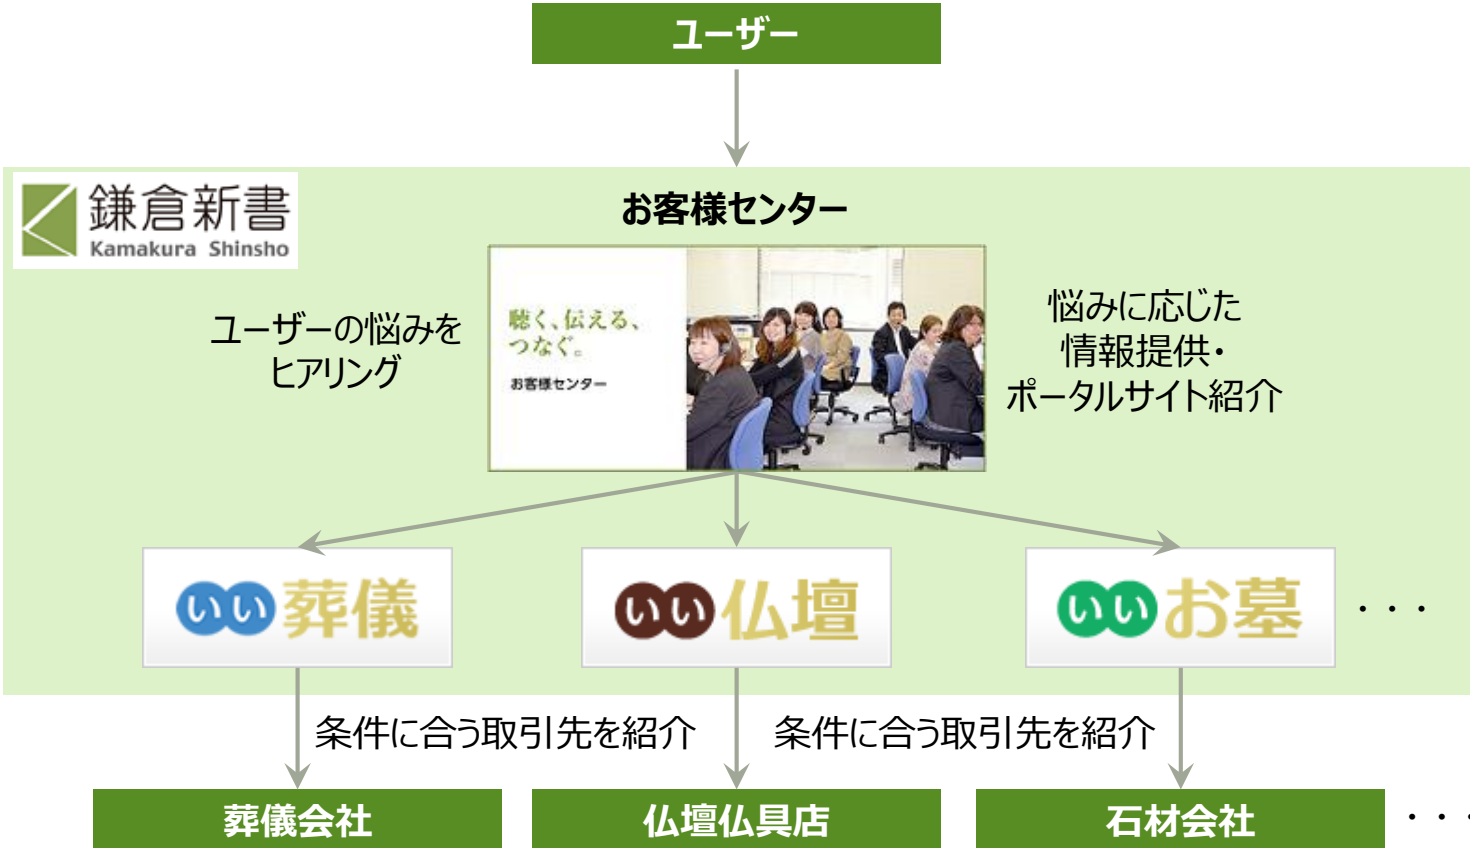 ユーザー
鎌倉新書
Kamakura Shinsho
お客様センター
ユーザーの悩みを
ヒアリング
聴く、伝える、
つなぐ。
お客様センター
悩みに応じた
情報提供・
ポータルサイト紹介
いい葬儀
いい仏壇
いいお墓
・・・
条件に合う取引先を紹介
条件に合う取引先を紹介
葬儀会社
仏壇仏具店
石材会社
・・・